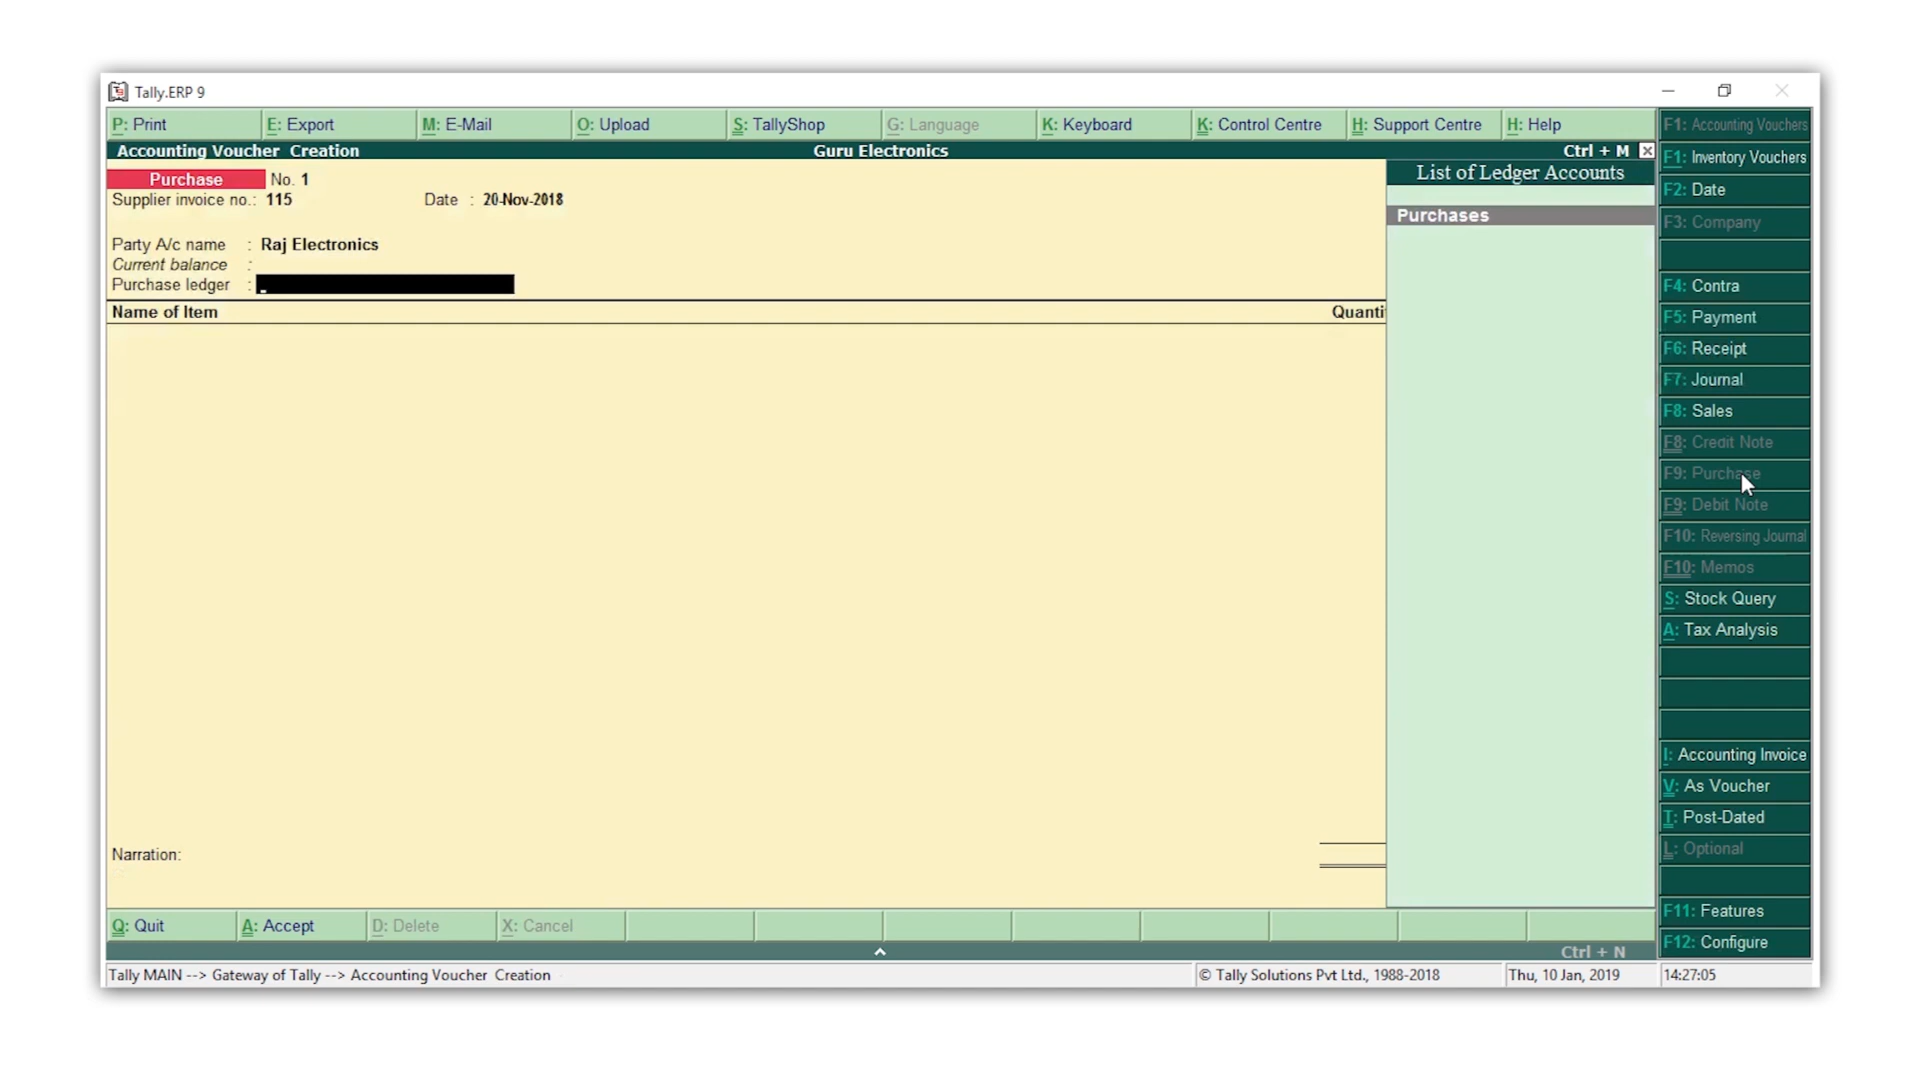 Tally.ERP 9
P: Print E: Export M: E-Mail O: Upload S: TallyShop G: Language K: Keyboard K: Control Centre H: Support Centre H: Help
Accounting Voucher Creation Guru Electronics Ctrl + M
Purchase No. 1
Supplier invoice no.: 115 Date : 20-Nov-2018
Party A/c name : Raj Electronics
Current balance :
Purchase ledger :
Name of Item Quanti
List of Ledger Accounts
Purchases
Narration:
F1: Accounting Vouchers
F1: Inventory Vouchers
F2: Date
F3: Company
F4: Contra
F5: Payment
F6: Receipt
F7: Journal
F8: Sales
F8: Credit Note
F9: Purchase
F9: Debit Note
F10: Reversing Journal
F10: Memos
S: Stock Query
A: Tax Analysis
I: Accounting Invoice
V: As Voucher
T: Post-Dated
L: Optional
F11: Features
F12: Configure
Q: Quit A: Accept D: Delete X: Cancel
Ctrl + N
Tally MAIN --> Gateway of Tally --> Accounting Voucher Creation © Tally Solutions Pvt Ltd., 1988-2018 Thu, 10 Jan, 2019 14:27:05